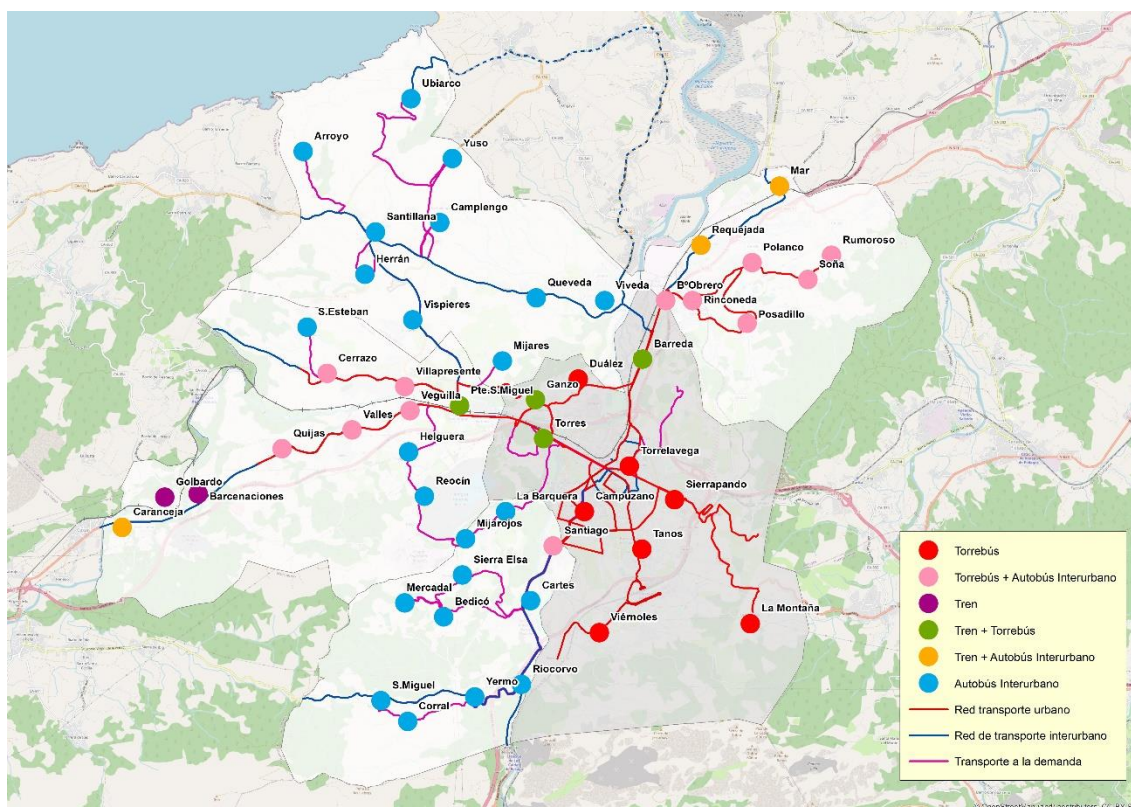 Ubiarco
Arroyo
Yuso
Mar
Camplengo
Santillana
Requejada
Polanco
Rumoroso
Herrán
Soña
Queveda
Viveda
BºObrero
Rinconeda
Vispieres
Posadillo
S.Esteban
Mijares
Barreda
Cerrazo
Duález
Villapresente
Pte.S.Miguel
Ganzo
Veguilla
Valles
Torres
Quijas
Helguera
Torrelavega
Golbardo
Sierrapando
Barcenaciones
Reocín
La Barquera
Campuzano
Caranceja
Mijarojos
Santiago
Tanos
Sierra Elsa
Mercadal
Cartes
Bedicó
La Montaña
Viérnoles
Riocorvo
S.Miguel
Yermo
Corral
Torrebús
Torrebús + Autobús Interurbano
Tren
Tren + Torrebús
Tren + Autobús Interurbano
Autobús Interurbano
Red transporte urbano
Red de transporte interurbano
Transporte a la demanda